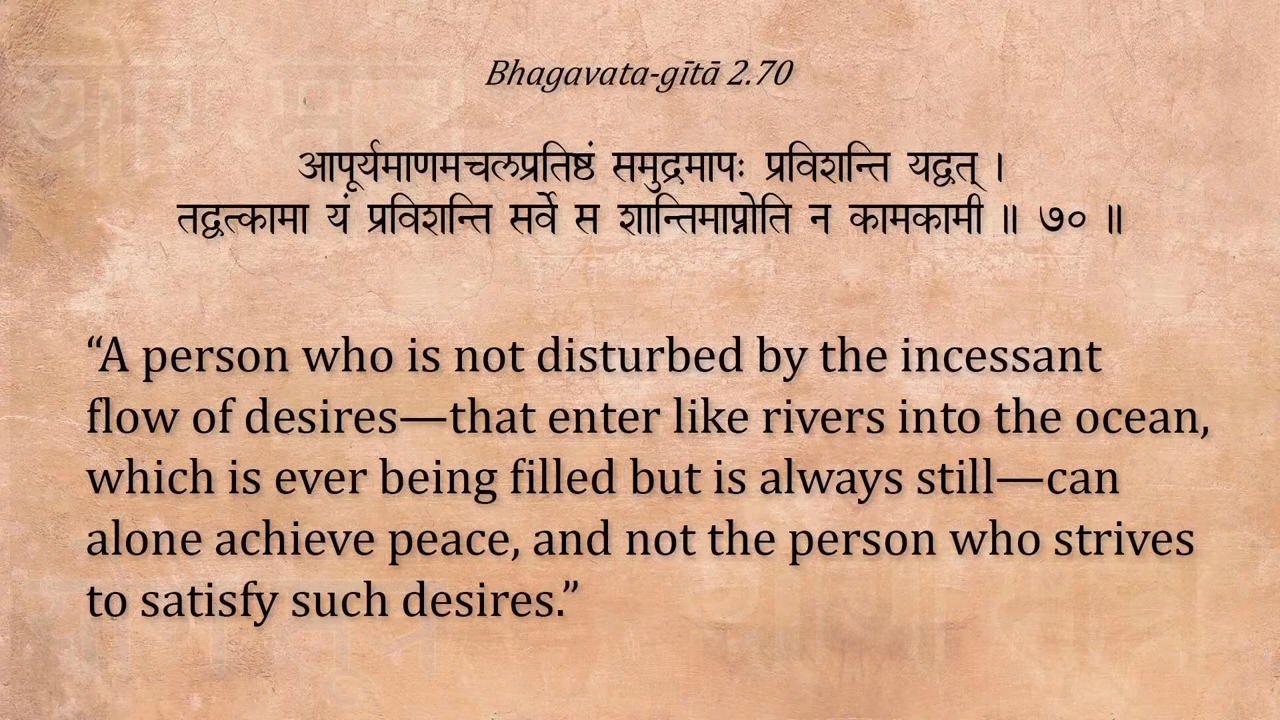 Bhagavata-gītā 2.70
आपूर्यमाणमचलप्रतिष्ठं समुद्रमापः प्रविशन्ति यद्वत् ।
तद्वत्कामा यं प्रविशन्ति सर्वे स शान्तिमाप्नोति न कामकामी ॥ ७० ॥
“A person who is not disturbed by the incessant
flow of desires—that enter like rivers into the ocean,
which is ever being filled but is always still—can
alone achieve peace, and not the person who strives
to satisfy such desires.”